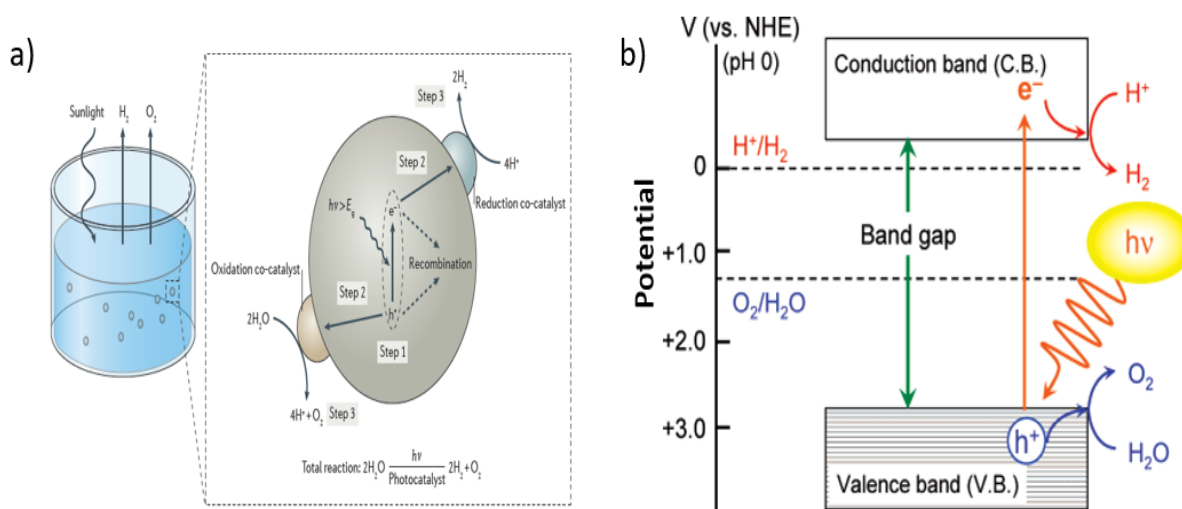 a)
Sunlight H₂ O₂
2H₂
Step 3
Step 2
4H⁺
Reduction co-catalyst
hν>E_g
e⁻
Recombination
Oxidation co-catalyst
Step 2
h⁺
2H₂O
Step 1
4H⁺+O₂
Step 3
Total reaction: 2H₂O hν Photocatalyst 2H₂+O₂
b)
V (vs. NHE)
(pH 0)
Conduction band (C.B.)
e⁻
H⁺
H⁺/H₂
0
H₂
Band gap
hν
Potential
+1.0
O₂/H₂O
+2.0
O₂
+3.0
h⁺
H₂O
Valence band (V.B.)